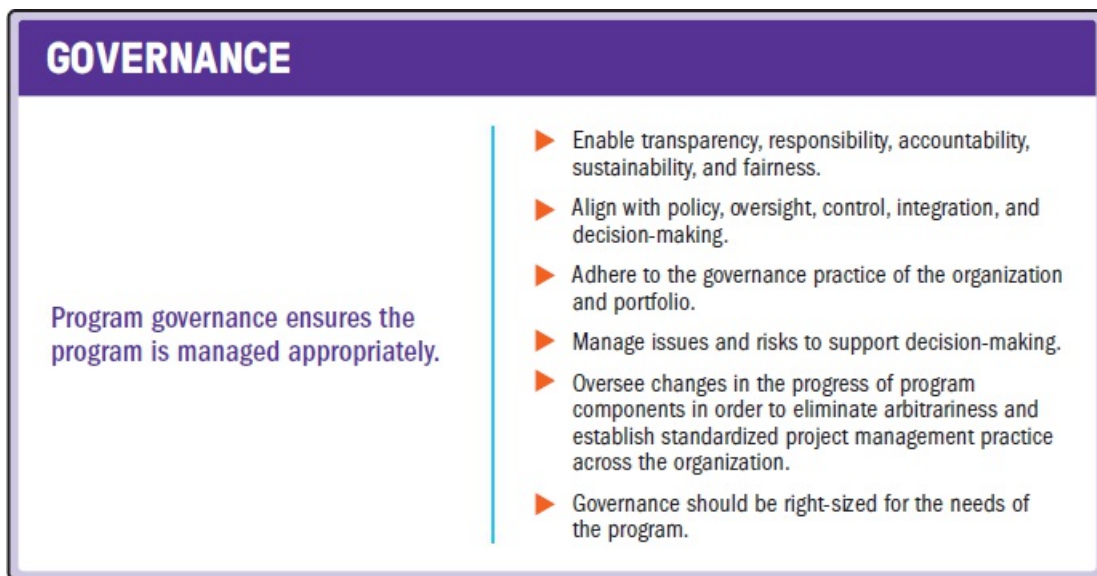 GOVERNANCE
Program governance ensures the
program is managed appropriately.
Enable transparency, responsibility, accountability,
sustainability, and fairness.
Align with policy, oversight, control, integration, and
decision-making.
Adhere to the governance practice of the organization
and portfolio.
Manage issues and risks to support decision-making.
Oversee changes in the progress of program
components in order to eliminate arbitrariness and
establish standardized project management practice
across the organization.
Governance should be right-sized for the needs of
the program.